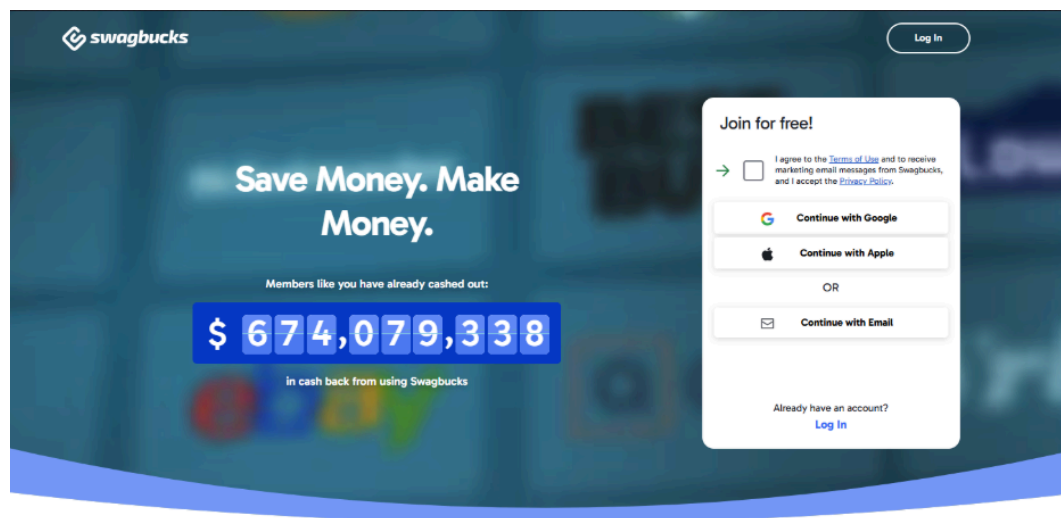 swagbucks
Log In
Save Money. Make
Money.
Members like you have already cashed out:
$ 674,079,338
in cash back from using Swagbucks
Join for free!
I agree to the Terms of Use and to receive
marketing email messages from Swagbucks,
and I accept the Privacy Policy.
Continue with Google
Continue with Apple
OR
Continue with Email
Already have an account?
Log In
ebay